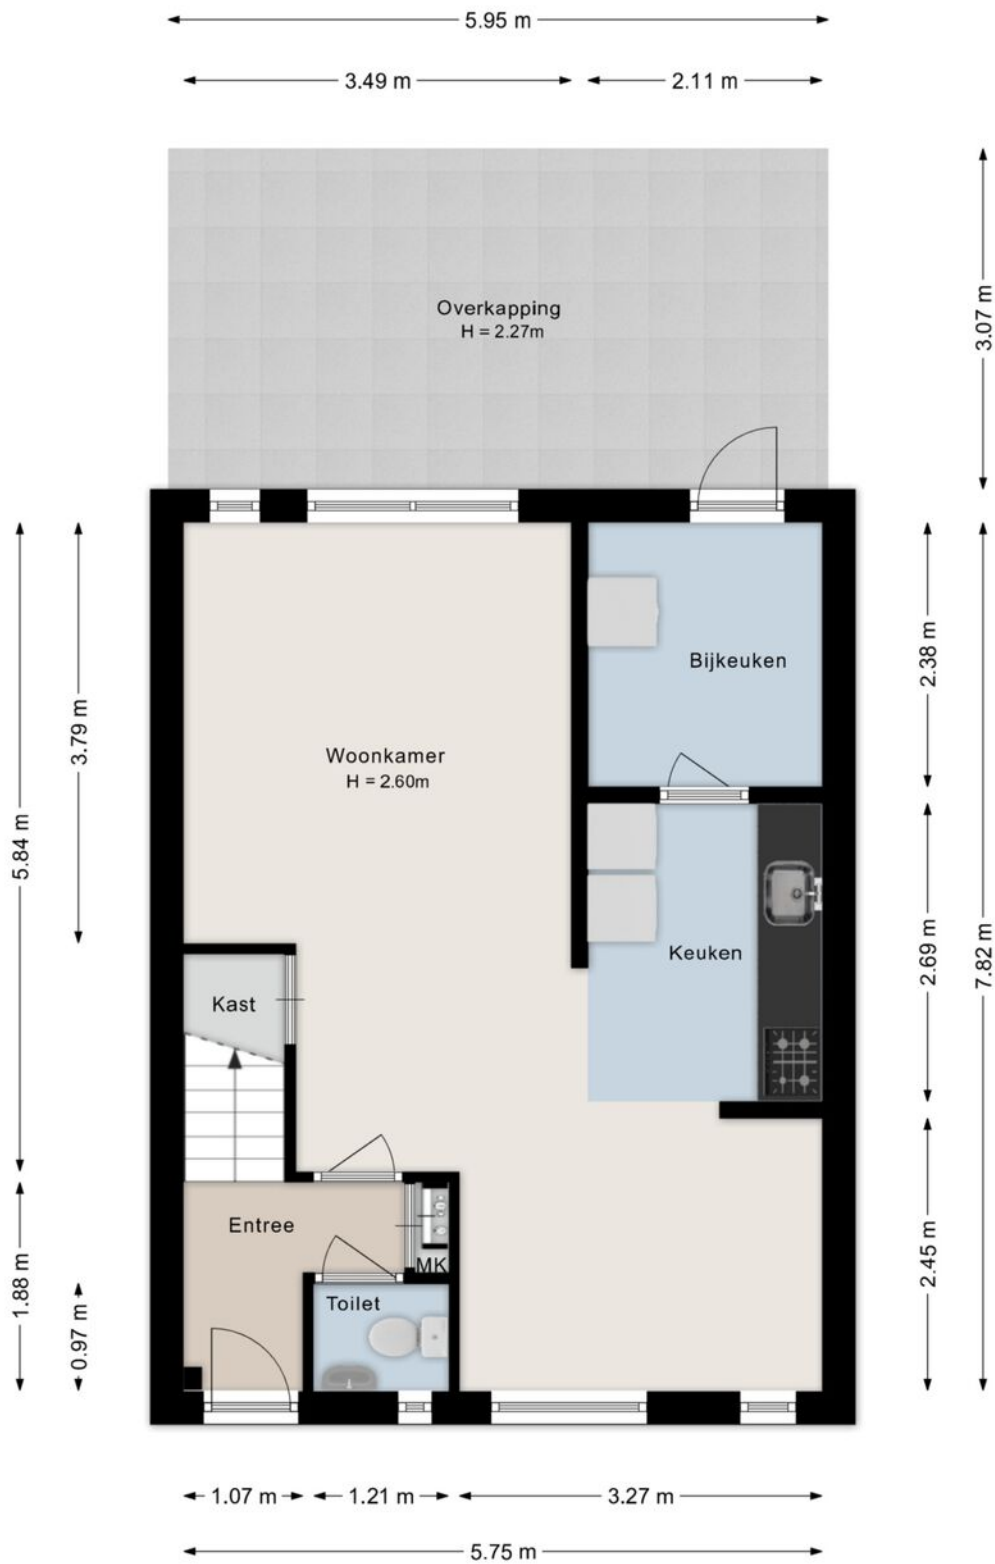 5.95 m
3.49 m
2.11 m
3.07 m
Overkapping
H = 2.27m
5.84 m
3.79 m
Woonkamer
H = 2.60m
Bijkeuken
2.38 m
7.82 m
Keuken
2.69 m
Kast
Entree
MK
Toilet
1.88 m
0.97 m
2.45 m
1.07 m
1.21 m
3.27 m
5.75 m